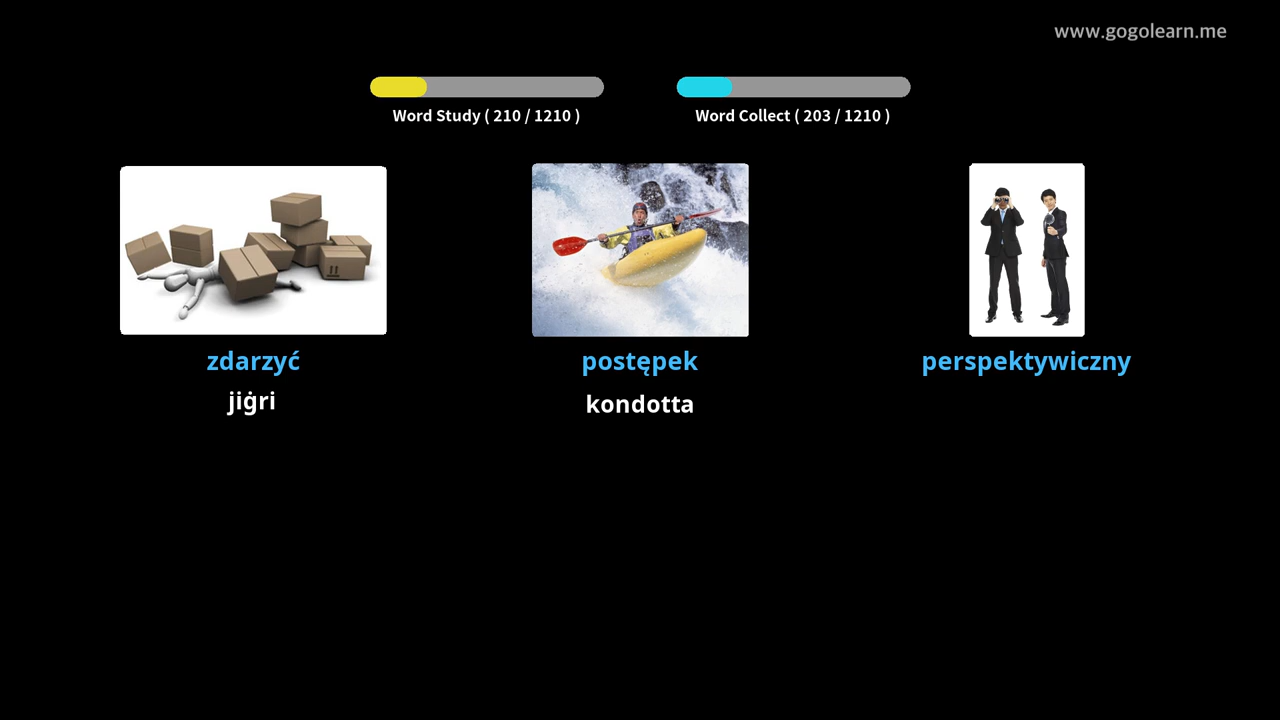 www.gogolearn.me
Word Study ( 210 / 1210 )
Word Collect ( 203 / 1210 )
zdarzyć
postępek
perspektywiczny
jiġri
kondotta